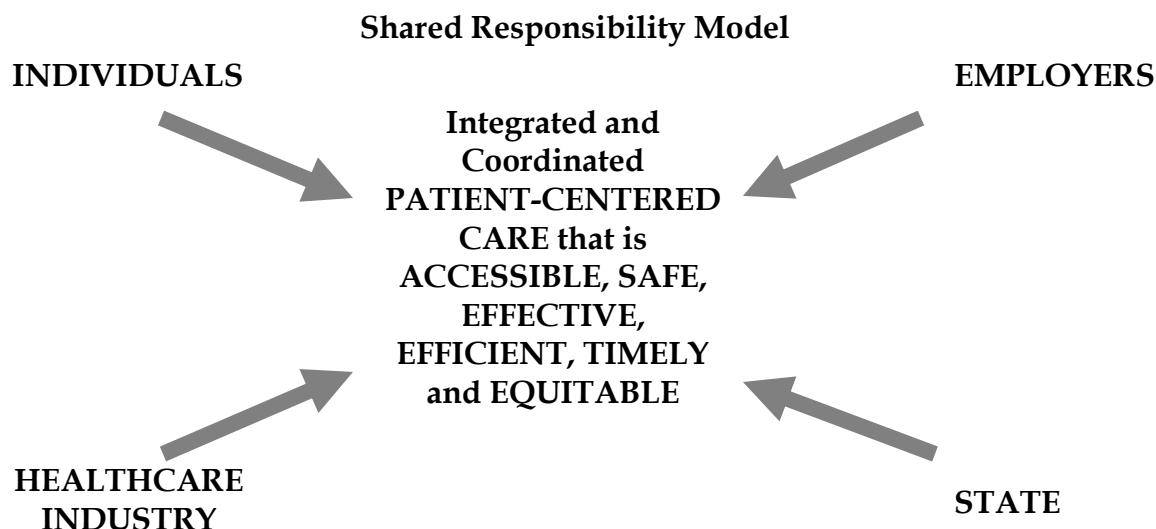 Shared Responsibility Model
INDIVIDUALS
EMPLOYERS
Integrated and
Coordinated
PATIENT-CENTERED
CARE that is
ACCESSIBLE, SAFE,
EFFECTIVE,
EFFICIENT, TIMELY
and EQUITABLE
HEALTHCARE
INDUSTRY
STATE